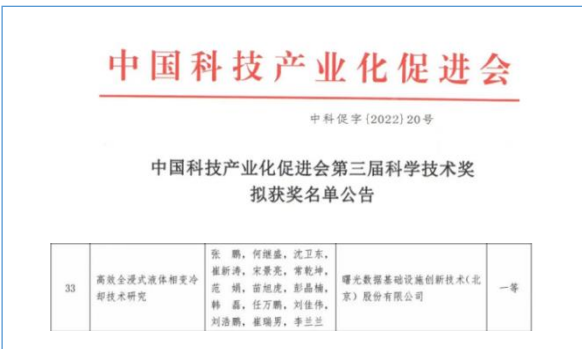 中国科技产业化促进会
中科促字{2022}20号
中国科技产业化促进会第三届科学技术奖
拟获奖名单公告
33
高效全浸式液体相变冷
却技术研究
张 鹏，何继盛，沈卫东，
崔新涛，宋景亮，常乾坤，
范 娟，苗旭虎，彭晶楠，
韩 磊，任万鹏，刘佳伟，
刘浩鹏，崔瑞男，李兰兰
曙光数据基础设施创新技术（北
京）股份有限公司
一等